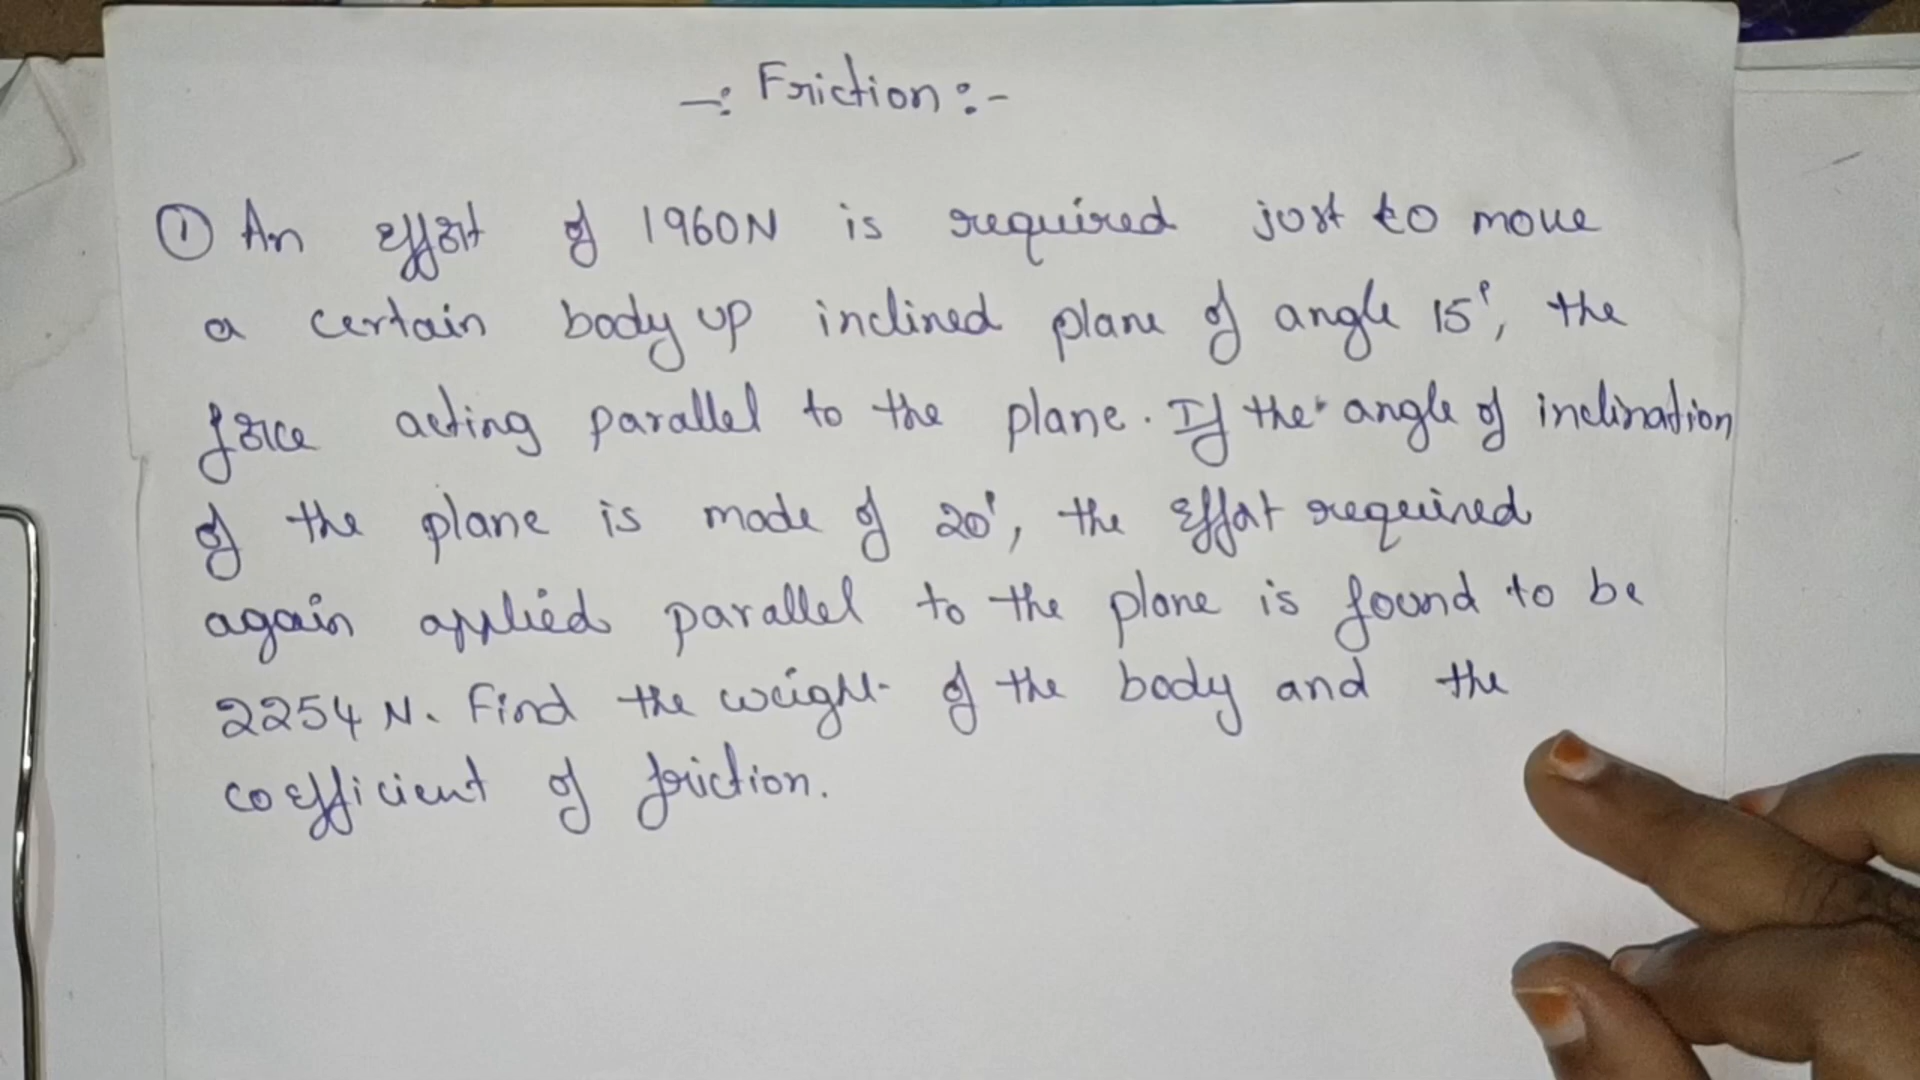 -: Friction :-
① An effort of 1960N is required just to move
a certain body up inclined plane of angle 15°, the
force acting parallel to the plane. If the angle of inclination
of the plane is made of 20°, the effort required
again applied parallel to the plane is found to be
2254 N. Find the weight of the body and the
coefficient of friction.